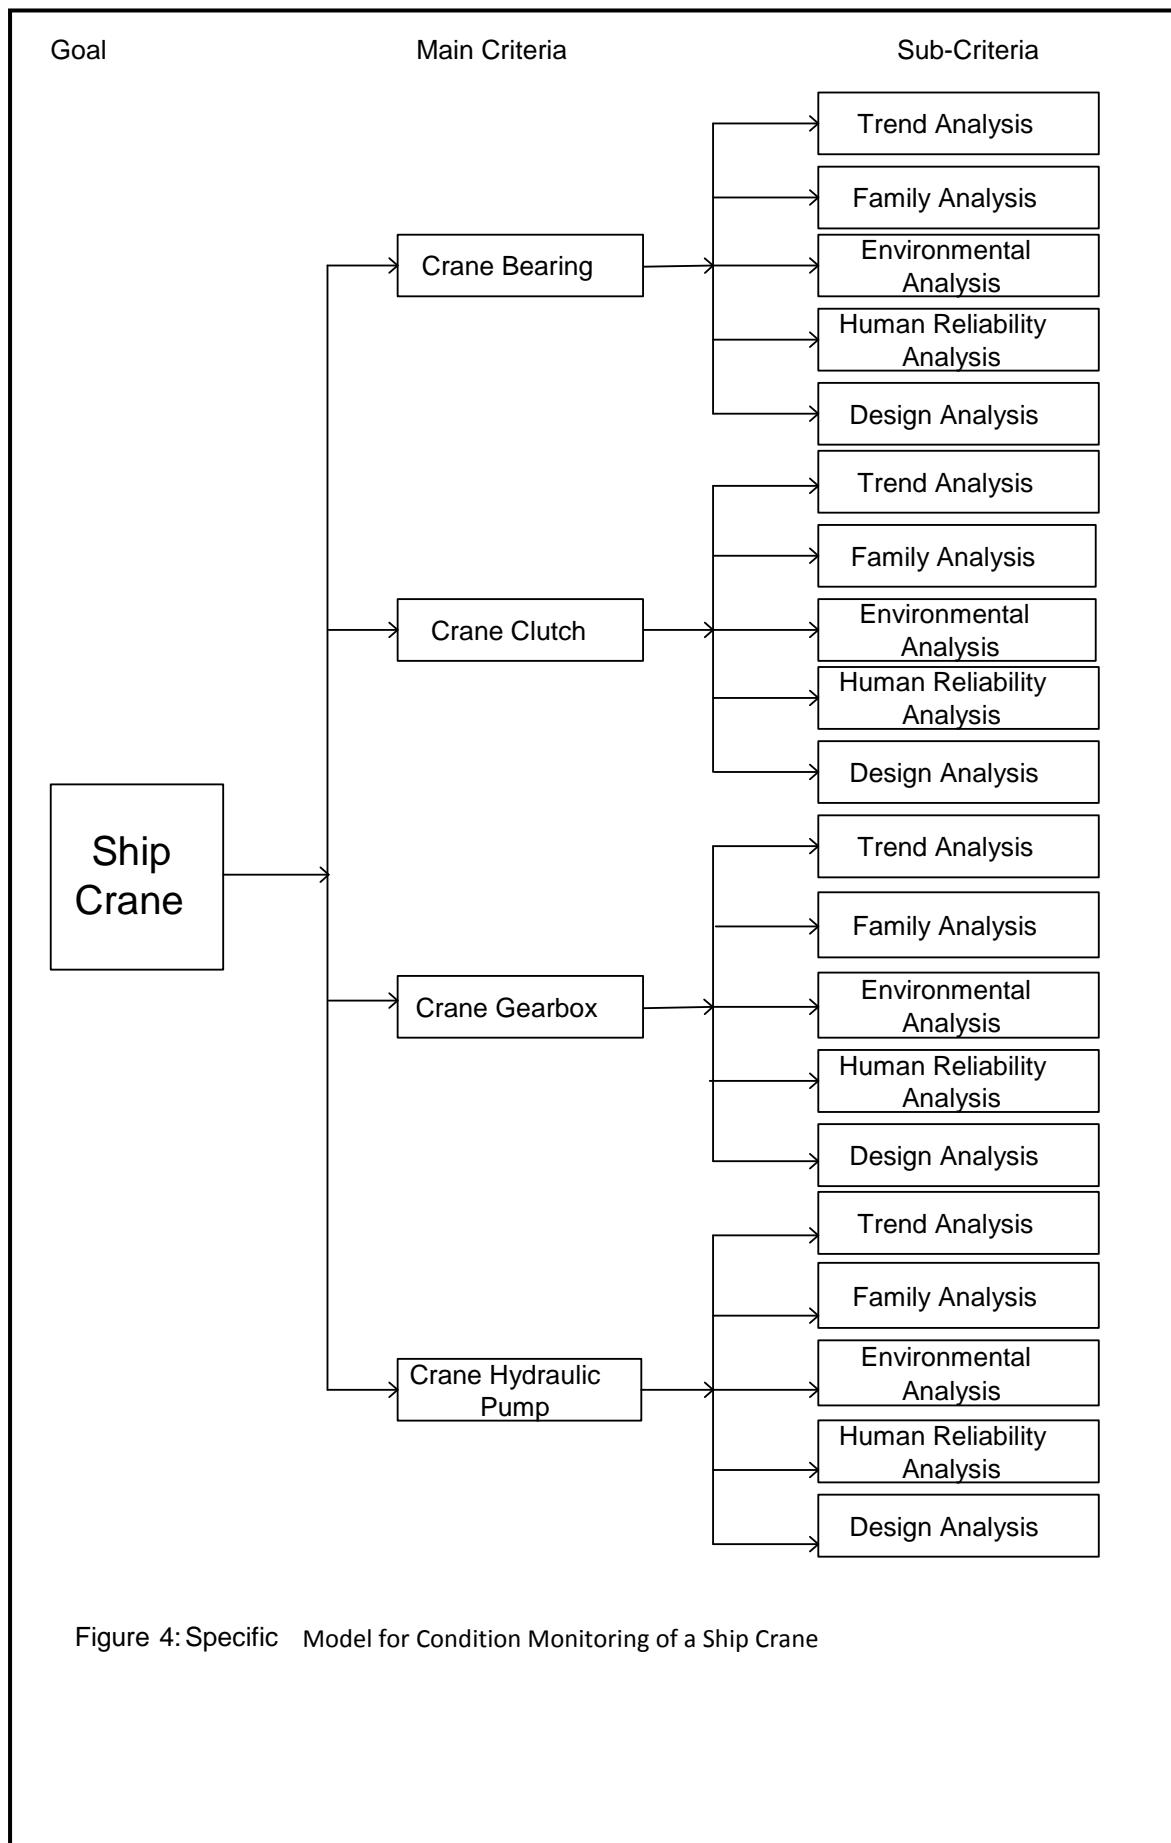 Goal
Main Criteria
Sub-Criteria
Ship
Crane
Crane Bearing
Trend Analysis
Family Analysis
Environmental
Analysis
Human Reliability
Analysis
Design Analysis
Crane Clutch
Trend Analysis
Family Analysis
Environmental
Analysis
Human Reliability
Analysis
Design Analysis
Crane Gearbox
Trend Analysis
Family Analysis
Environmental
Analysis
Human Reliability
Analysis
Design Analysis
Crane Hydraulic
Pump
Trend Analysis
Family Analysis
Environmental
Analysis
Human Reliability
Analysis
Design Analysis
Figure 4: Specific Model for Condition Monitoring of a Ship Crane